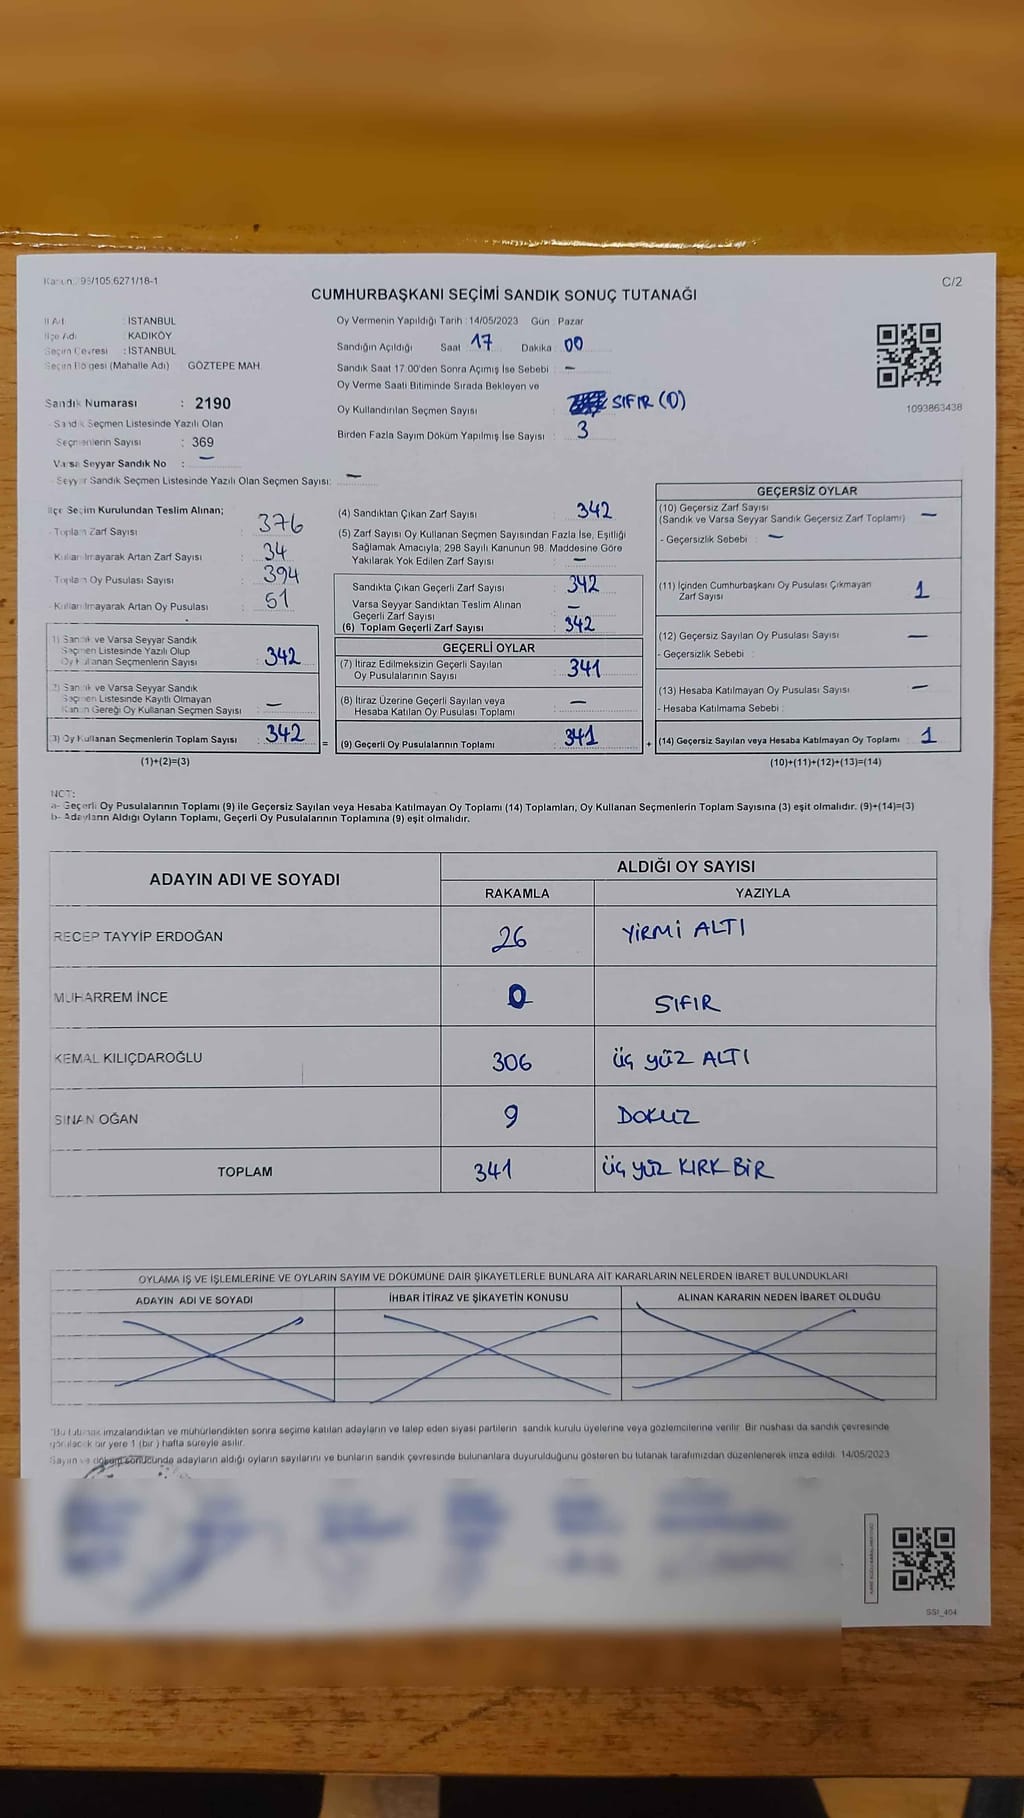 Kanun: 298/105,6271/18-1
C/2
CUMHURBAŞKANI SEÇİMİ SANDIK SONUÇ TUTANAĞI
İl Adı : İSTANBUL
İlçe Adı : KADIKÖY
Seçim Çevresi : İSTANBUL
Seçim Bölgesi (Mahalle Adı) GÖZTEPE MAH.
Sandık Numarası : 2190
- Sandık Seçmen Listesinde Yazılı Olan
Seçmenlerin Sayısı : 369
Varsa Seyyar Sandık No : –
- Seyyar Sandık Seçmen Listesinde Yazılı Olan Seçmen Sayısı: –
Oy Vermenin Yapıldığı Tarih : 14/05/2023 Gün : Pazar
Sandığın Açıldığı Saat 17 Dakika 00
Sandık Saat 17:00'den Sonra Açımış İse Sebebi : –
Oy Verme Saati Bitiminde Sırada Bekleyen ve
Oy Kullandırılan Seçmen Sayısı : SIFIR (0)
Birden Fazla Sayım Döküm Yapılmış İse Sayısı : 3
1093863438
İlçe Seçim Kurulundan Teslim Alınan;
- Toplam Zarf Sayısı : 376
- Kullanılmayarak Artan Zarf Sayısı : 34
- Toplam Oy Pusulası Sayısı : 394
- Kullanılmayarak Artan Oy Pusulası : 51
(1) Sandık ve Varsa Seyyar Sandık
Seçmen Listesinde Yazılı Olup
Oy Kullanan Seçmenlerin Sayısı : 342
(2) Sandık ve Varsa Seyyar Sandık
Seçmen Listesinde Kayıtlı Olmayan
Kanun Gereği Oy Kullanan Seçmen Sayısı : –
(3) Oy Kullanan Seçmenlerin Toplam Sayısı : 342
(1)+(2)=(3)
(4) Sandıktan Çıkan Zarf Sayısı : 342
(5) Zarf Sayısı Oy Kullanan Seçmen Sayısından Fazla İse, Eşitliği
Sağlamak Amacıyla, 298 Sayılı Kanunun 98. Maddesine Göre
Yakılarak Yok Edilen Zarf Sayısı : –
Sandıkta Çıkan Geçerli Zarf Sayısı : 342
Varsa Seyyar Sandıktan Teslim Alınan
Geçerli Zarf Sayısı : –
(6) Toplam Geçerli Zarf Sayısı : 342
GEÇERLİ OYLAR
(7) İtiraz Edilmeksizin Geçerli Sayılan
Oy Pusulalarının Sayısı : 341
(8) İtiraz Üzerine Geçerli Sayılan veya
Hesaba Katılan Oy Pusulası Toplamı : –
= (9) Geçerli Oy Pusulalarının Toplamı : 341
GEÇERSİZ OYLAR
(10) Geçersiz Zarf Sayısı
(Sandık ve Varsa Seyyar Sandık Geçersiz Zarf Toplamı) –
- Geçersizlik Sebebi : –
(11) İçinden Cumhurbaşkanı Oy Pusulası Çıkmayan
Zarf Sayısı 1
(12) Geçersiz Sayılan Oy Pusulası Sayısı –
- Geçersizlik Sebebi :
(13) Hesaba Katılmayan Oy Pusulası Sayısı –
- Hesaba Katılmama Sebebi :
+ (14) Geçersiz Sayılan veya Hesaba Katılmayan Oy Toplamı : 1
(10)+(11)+(12)+(13)=(14)
NOT:
a- Geçerli Oy Pusulalarının Toplamı (9) ile Geçersiz Sayılan veya Hesaba Katılmayan Oy Toplamı (14) Toplamları, Oy Kullanan Seçmenlerin Toplam Sayısına (3) eşit olmalıdır. (9)+(14)=(3)
b- Adayların Aldığı Oyların Toplamı, Geçerli Oy Pusulalarının Toplamına (9) eşit olmalıdır.
ADAYIN ADI VE SOYADI ALDIĞI OY SAYISI
RAKAMLA YAZIYLA
RECEP TAYYİP ERDOĞAN 26 YİRMİ ALTI
MUHARREM İNCE 0 SIFIR
KEMAL KILIÇDAROĞLU 306 ÜÇ YÜZ ALTI
SİNAN OĞAN 9 DOKUZ
TOPLAM 341 ÜÇ YÜZ KIRK BİR
OYLAMA İŞ VE İŞLEMLERİNE VE OYLARIN SAYIM VE DÖKÜMÜNE DAİR ŞİKAYETLERLE BUNLARA AİT KARARLARIN NELERDEN İBARET BULUNDUKLARI
ADAYIN ADI VE SOYADI İHBAR İTİRAZ VE ŞİKAYETİN KONUSU ALINAN KARARIN NEDEN İBARET OLDUĞU
*Bu tutanak imzalandıktan ve mühürlendikten sonra seçime katılan adayların ve talep eden siyasi partilerin sandık kurulu üyelerine veya gözlemcilerine verilir. Bir nüshası da sandık çevresinde
görülecek bir yere 1 (bir ) hafta süreyle asılır.
Sayım ve döküm sonucunda adayların aldığı oyların sayılarını ve bunların sandık çevresinde bulunanlara duyurulduğunu gösteren bu tutanak tarafımızdan düzenlenerek imza edildi. 14/05/2023
SSI_404